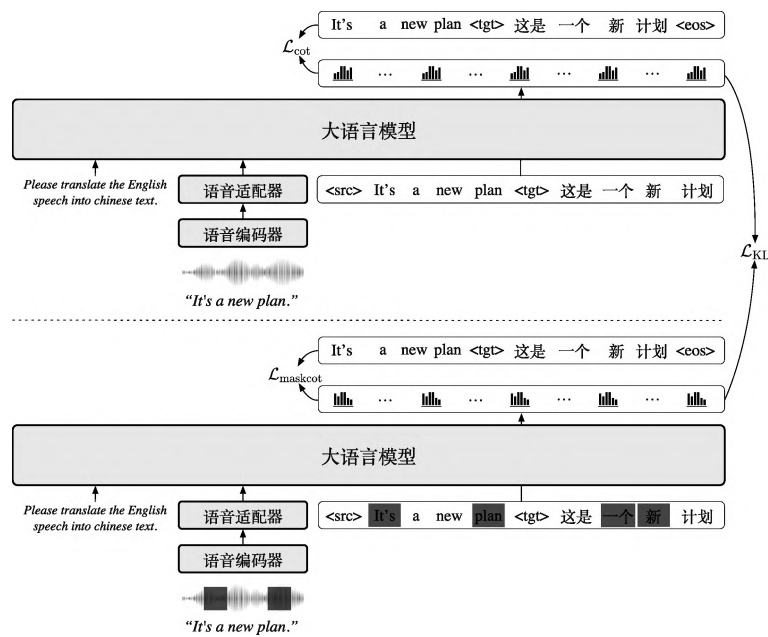 It's a new plan <tgt> 这是 一个 新 计划 <eos>
L_cot
... ... ... ...
大语言模型
Please translate the English
speech into chinese text.
语音适配器
<src> It's a new plan <tgt> 这是 一个 新 计划
语音编码器
"It's a new plan."
L_KL
It's a new plan <tgt> 这是 一个 新 计划 <eos>
L_maskcot
... ... ... ...
大语言模型
Please translate the English
speech into chinese text.
语音适配器
<src> It's a new plan <tgt> 这是 一个 新 计划
语音编码器
"It's a new plan."